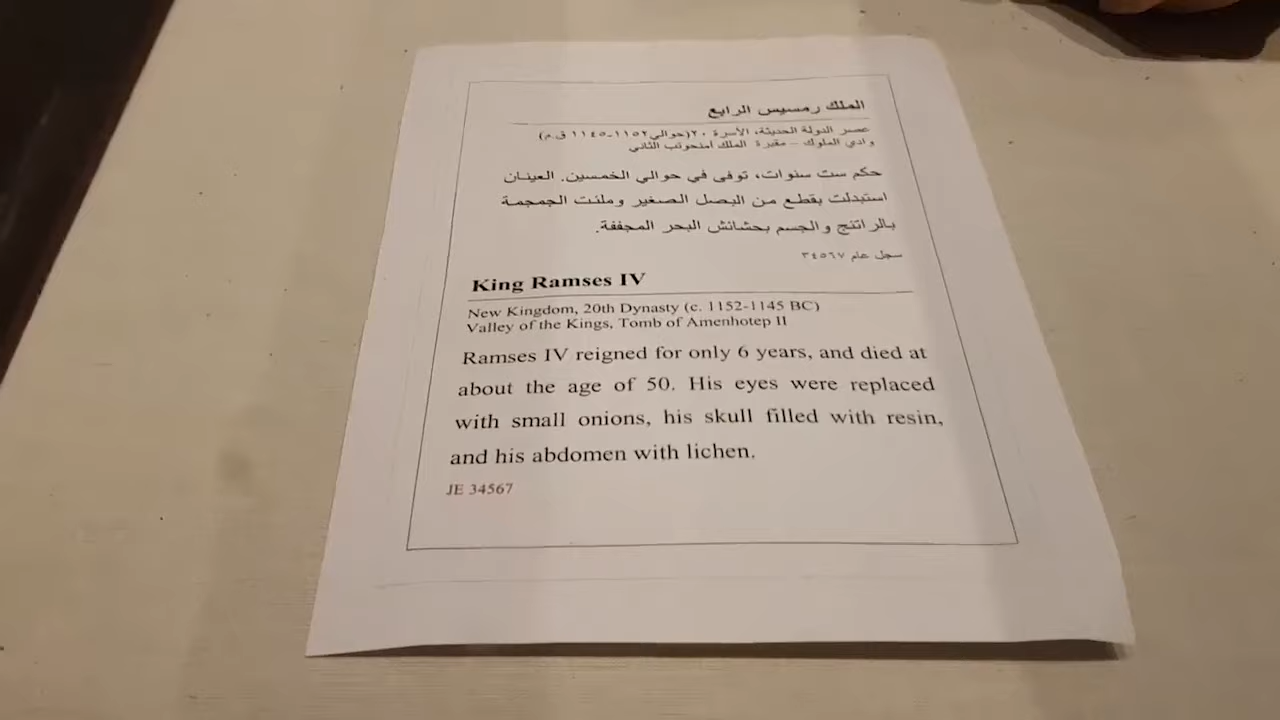 الملك رمسيس الرابع
عصر الدولة الحديثة، الأسرة ٢٠(حوالي١١٥٢-١١٤٥ ق.م)
وادي الملوك – مقبرة الملك أمنحوتب الثاني
حكم ست سنوات، توفى في حوالي الخمسين. العينان
استبدلت بقطع من البصل الصغير وملئت الجمجمة
بالراتنج والجسم بحشائش البحر المجففة.
سجل عام ٣٤٥٦٧
King Ramses IV
New Kingdom, 20th Dynasty (c. 1152-1145 BC)
Valley of the Kings, Tomb of Amenhotep II
Ramses IV reigned for only 6 years, and died at
about the age of 50. His eyes were replaced
with small onions, his skull filled with resin,
and his abdomen with lichen.
JE 34567